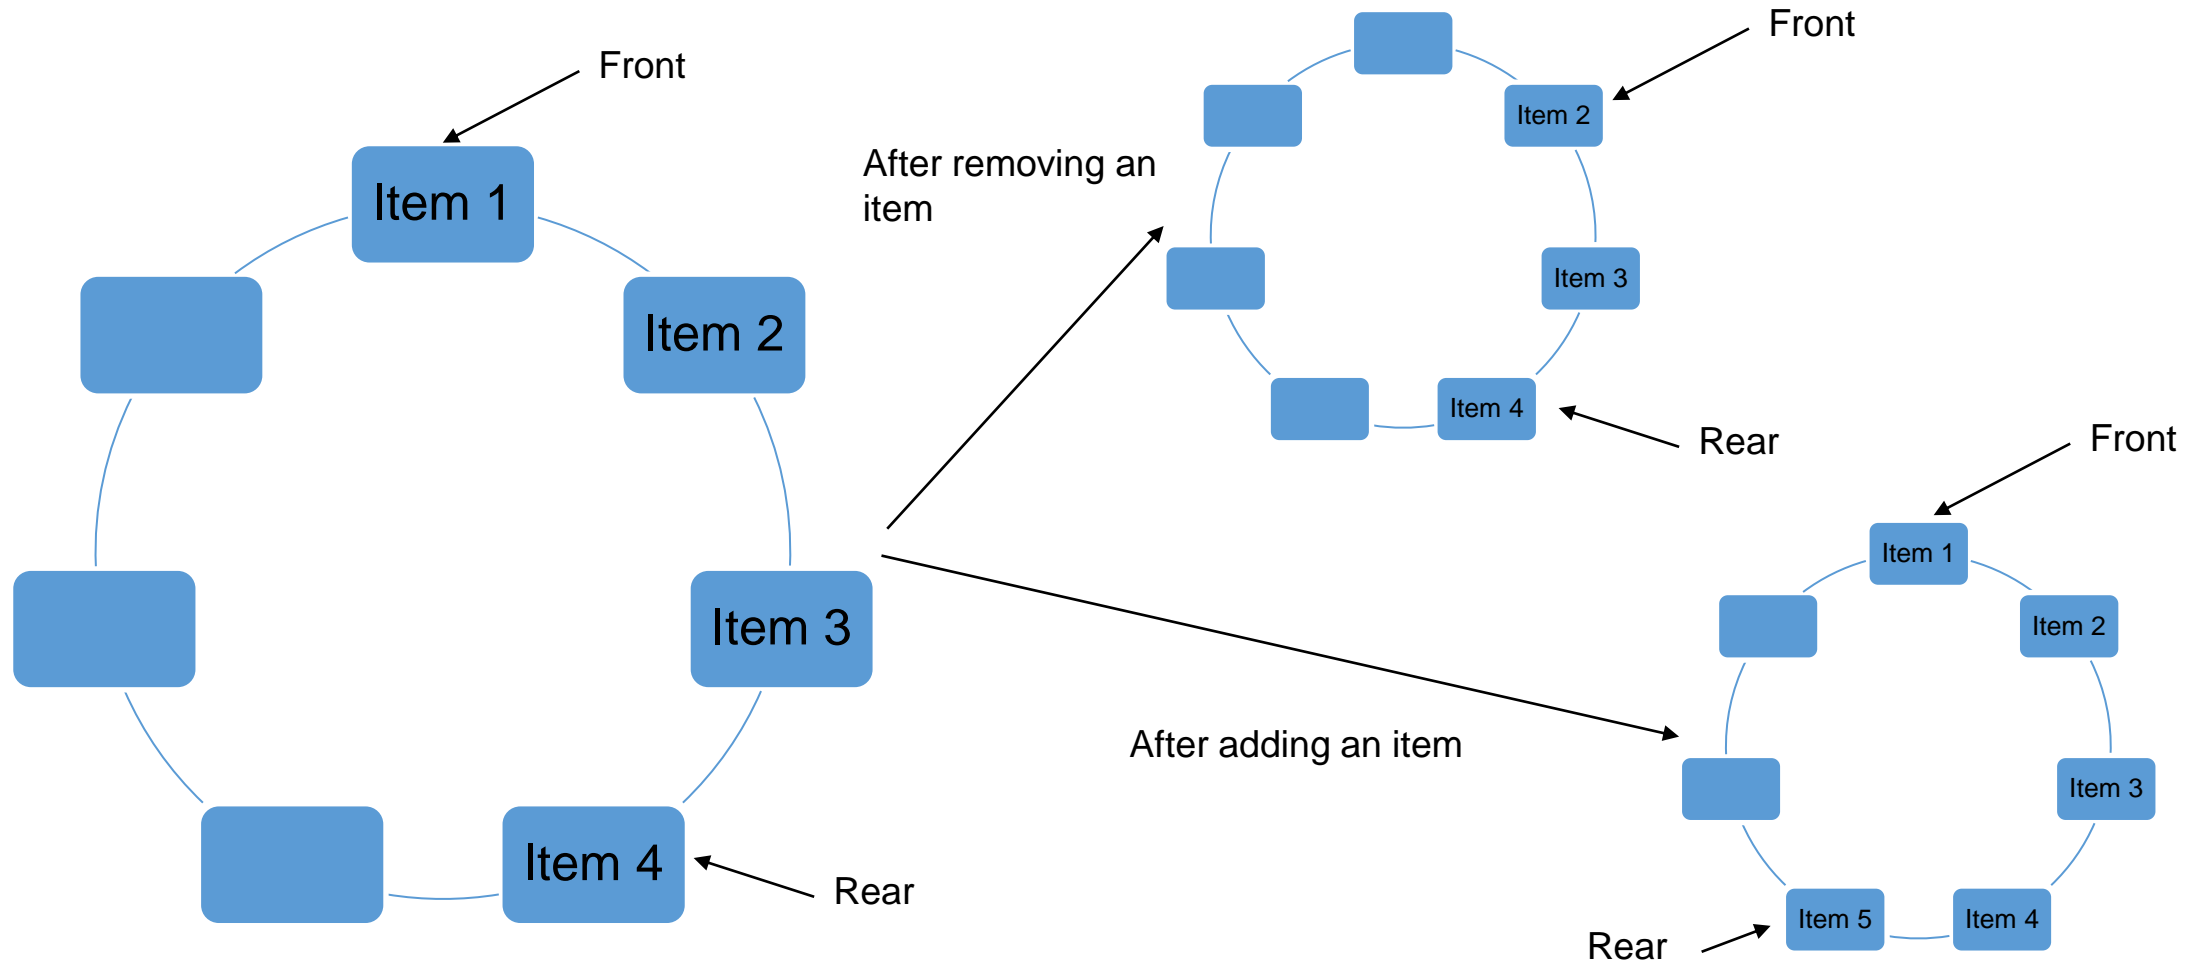 Front
Item 1
Item 2
Item 3
Item 4
Rear
After removing an
item
Front
Item 2
Item 3
Item 4
Rear
After adding an item
Front
Item 1
Item 2
Item 3
Item 4
Item 5
Rear